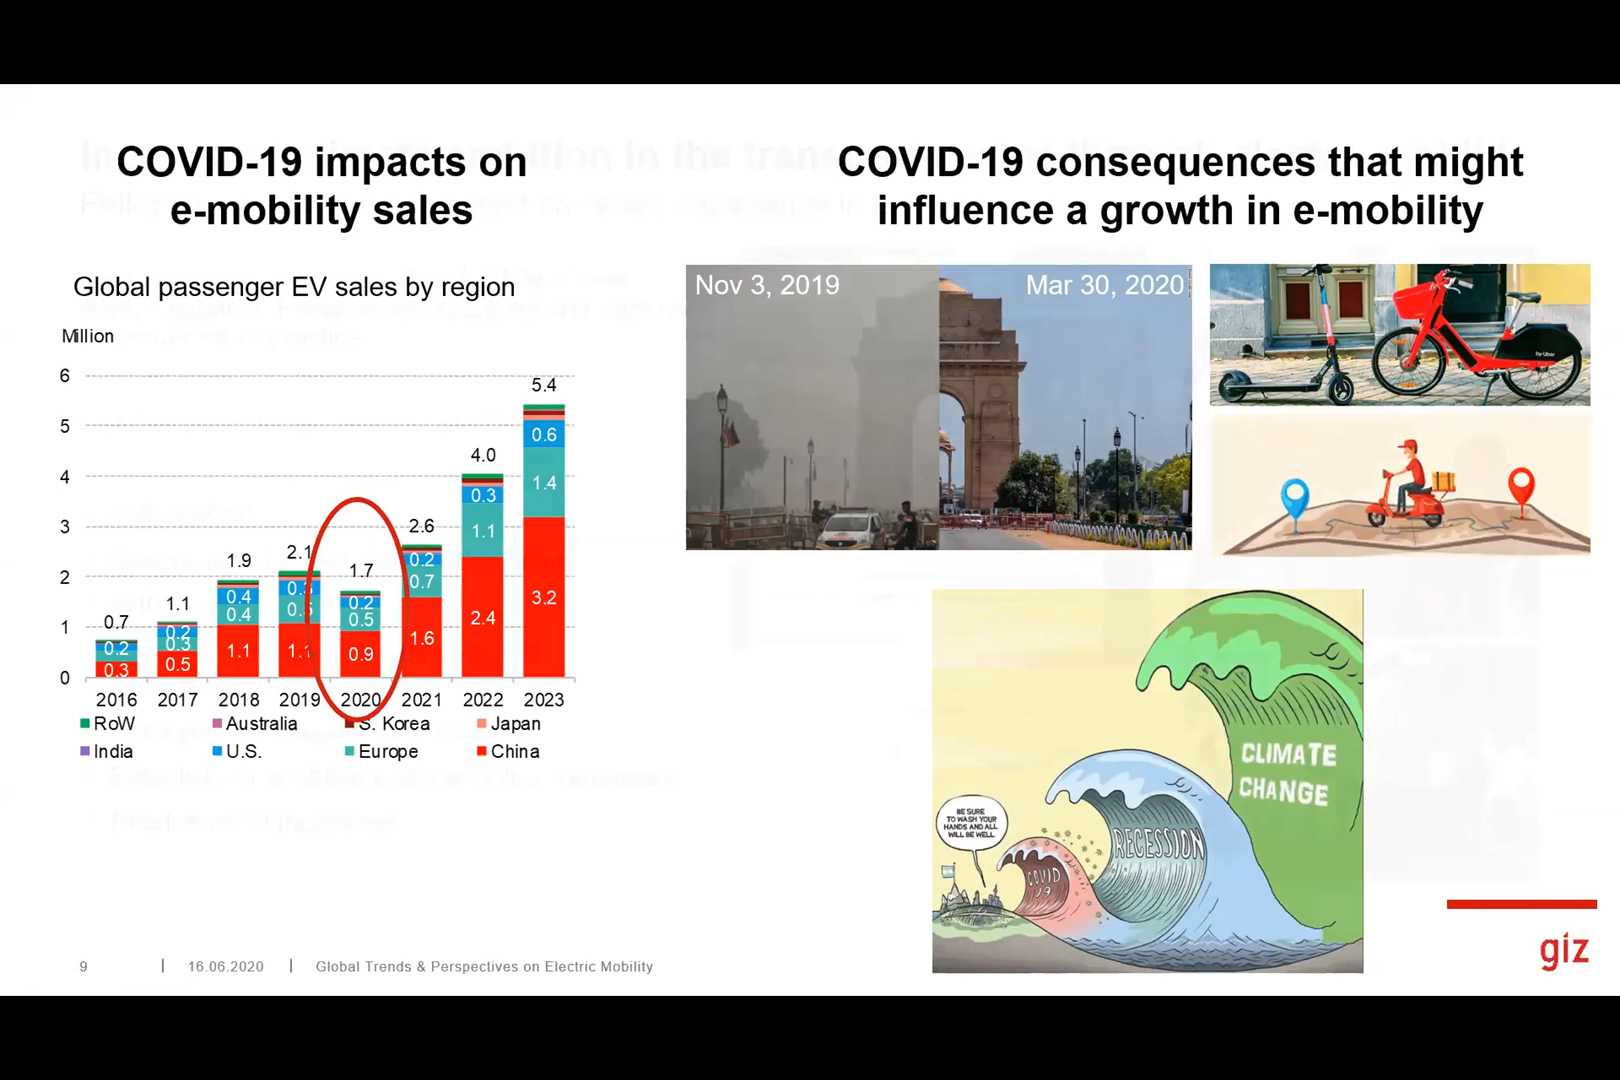 COVID-19 impacts on
e-mobility sales
Global passenger EV sales by region
Million
6
5
4
3
2
1
0
0.7
0.2
0.3
1.1
0.2
0.3
0.5
1.9
0.4
0.4
1.1
2.1
0.3
0.5
1.1
1.7
0.2
0.5
0.9
2.6
0.2
0.7
1.6
4.0
0.3
1.1
2.4
5.4
0.6
1.4
3.2
2016 2017 2018 2019 2020 2021 2022 2023
RoW Australia S. Korea Japan
India U.S. Europe China
COVID-19 consequences that might
influence a growth in e-mobility
Nov 3, 2019
Mar 30, 2020
by Uber
BE SURE
TO WASH YOUR
HANDS AND ALL
WILL BE WELL
COVID
19
RECESSION
CLIMATE
CHANGE
9 | 16.06.2020 | Global Trends & Perspectives on Electric Mobility
giz